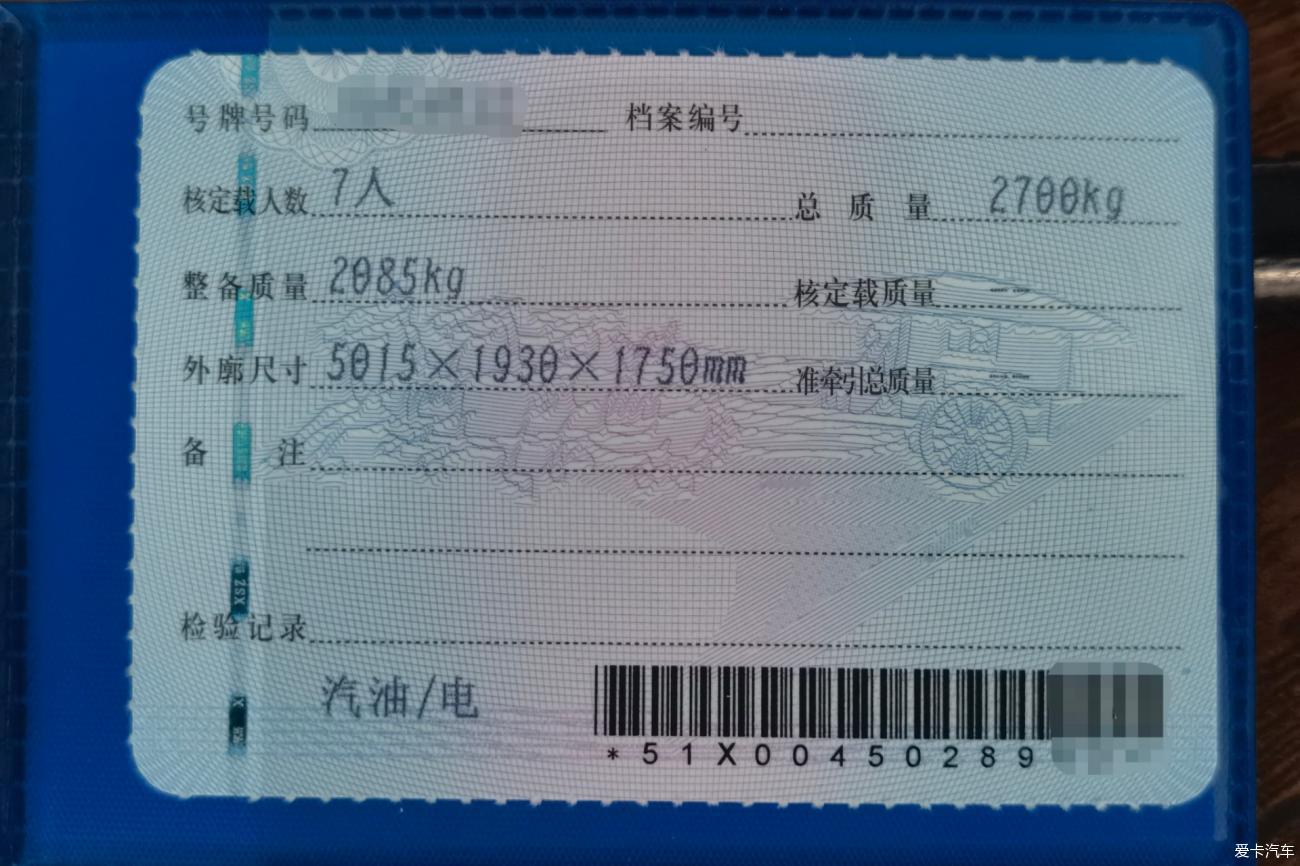 号牌号码 档案编号
核定载人数 7人 总质量 2700kg
整备质量 2085kg 核定载质量 --
外廓尺寸 5015×1930×1750mm 准牵引总质量 --
备注
检验记录
汽油/电
*51X00450289
爱卡汽车